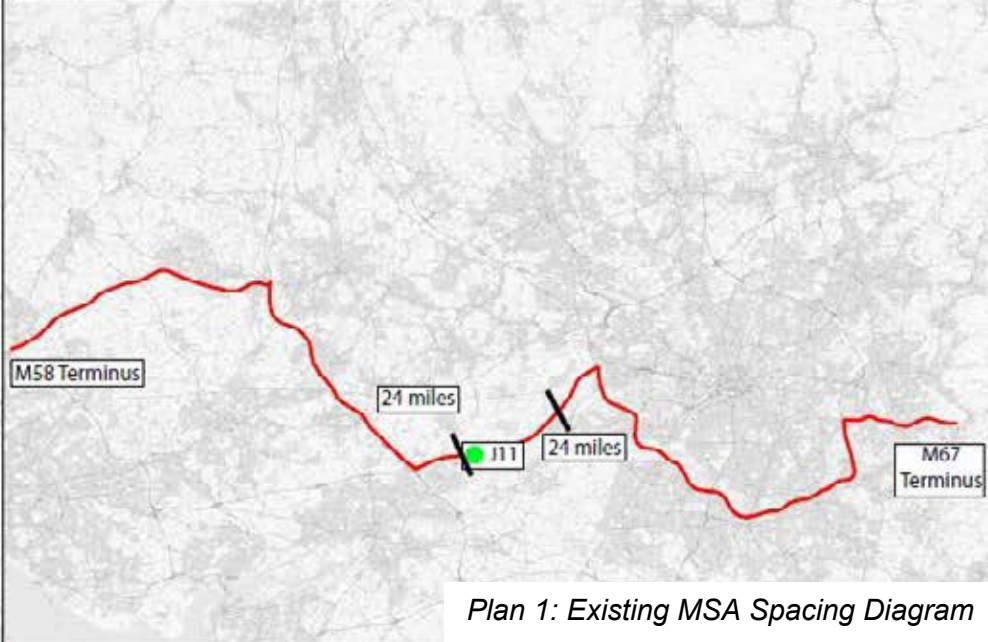 M58 Terminus
24 miles
J11
24 miles
M67
Terminus
Plan 1: Existing MSA Spacing Diagram